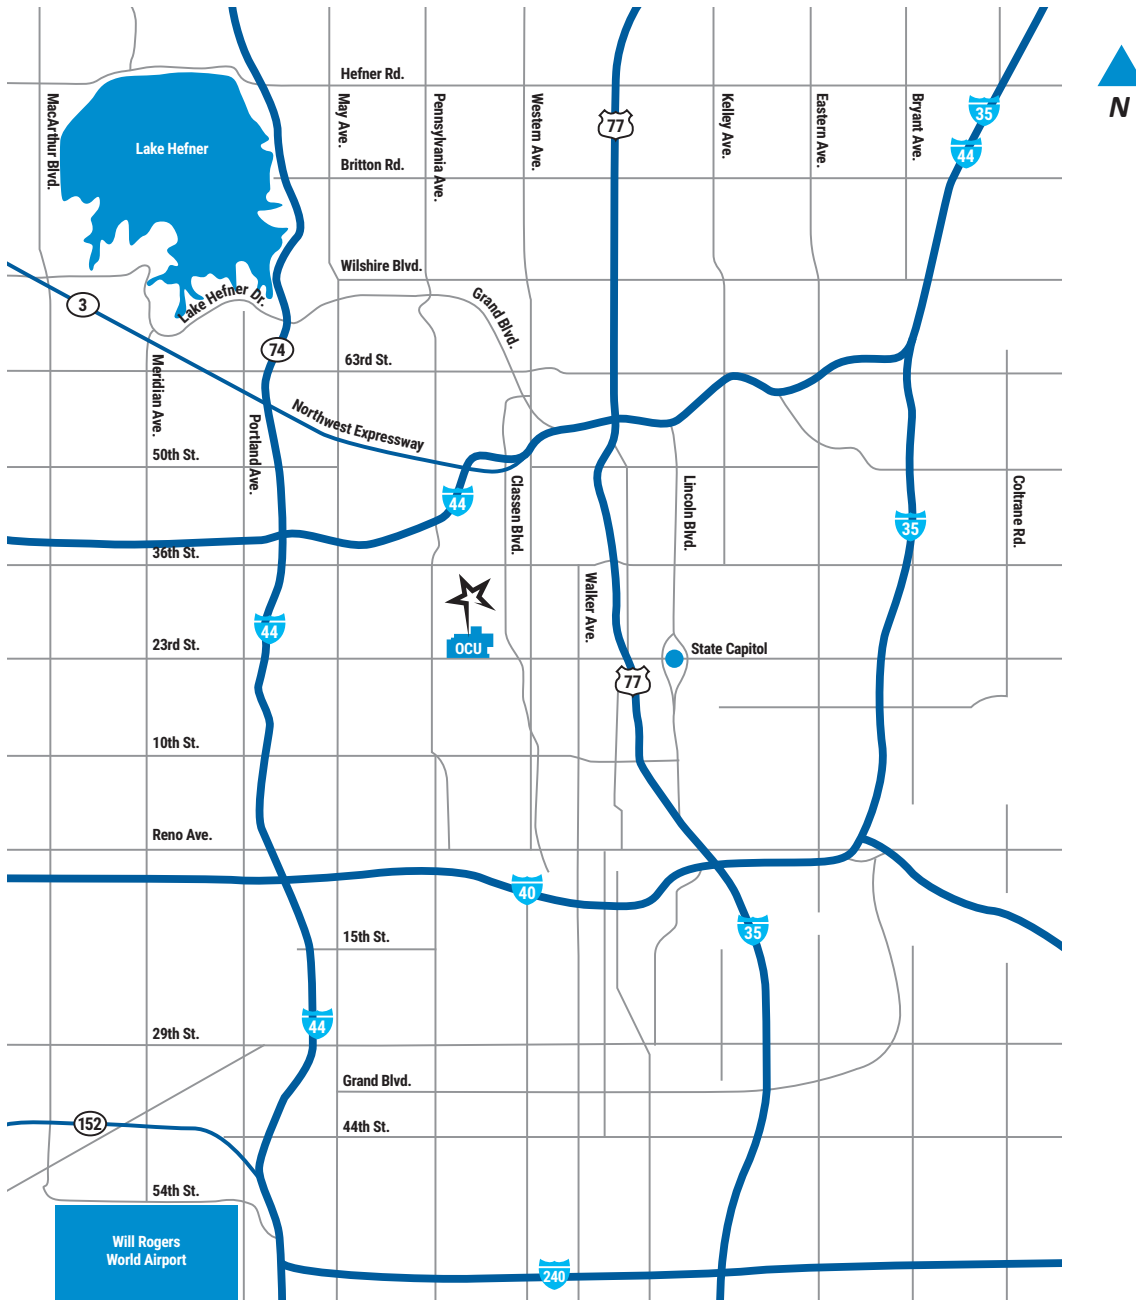 Hefner Rd.
MacArthur Blvd.
May Ave.
Pennsylvania Ave.
Western Ave.
77
Kelley Ave.
Eastern Ave.
Bryant Ave.
35
N
Lake Hefner
44
Britton Rd.
Wilshire Blvd.
3
Lake Hefner Dr.
Grand Blvd.
74
63rd St.
Meridian Ave.
Northwest Expressway
Portland Ave.
50th St.
44
Classen Blvd.
Lincoln Blvd.
Coltrane Rd.
35
36th St.
Walker Ave.
44
23rd St.
OCU
State Capitol
77
10th St.
Reno Ave.
40
15th St.
35
44
29th St.
Grand Blvd.
152
44th St.
54th St.
Will Rogers
World Airport
240